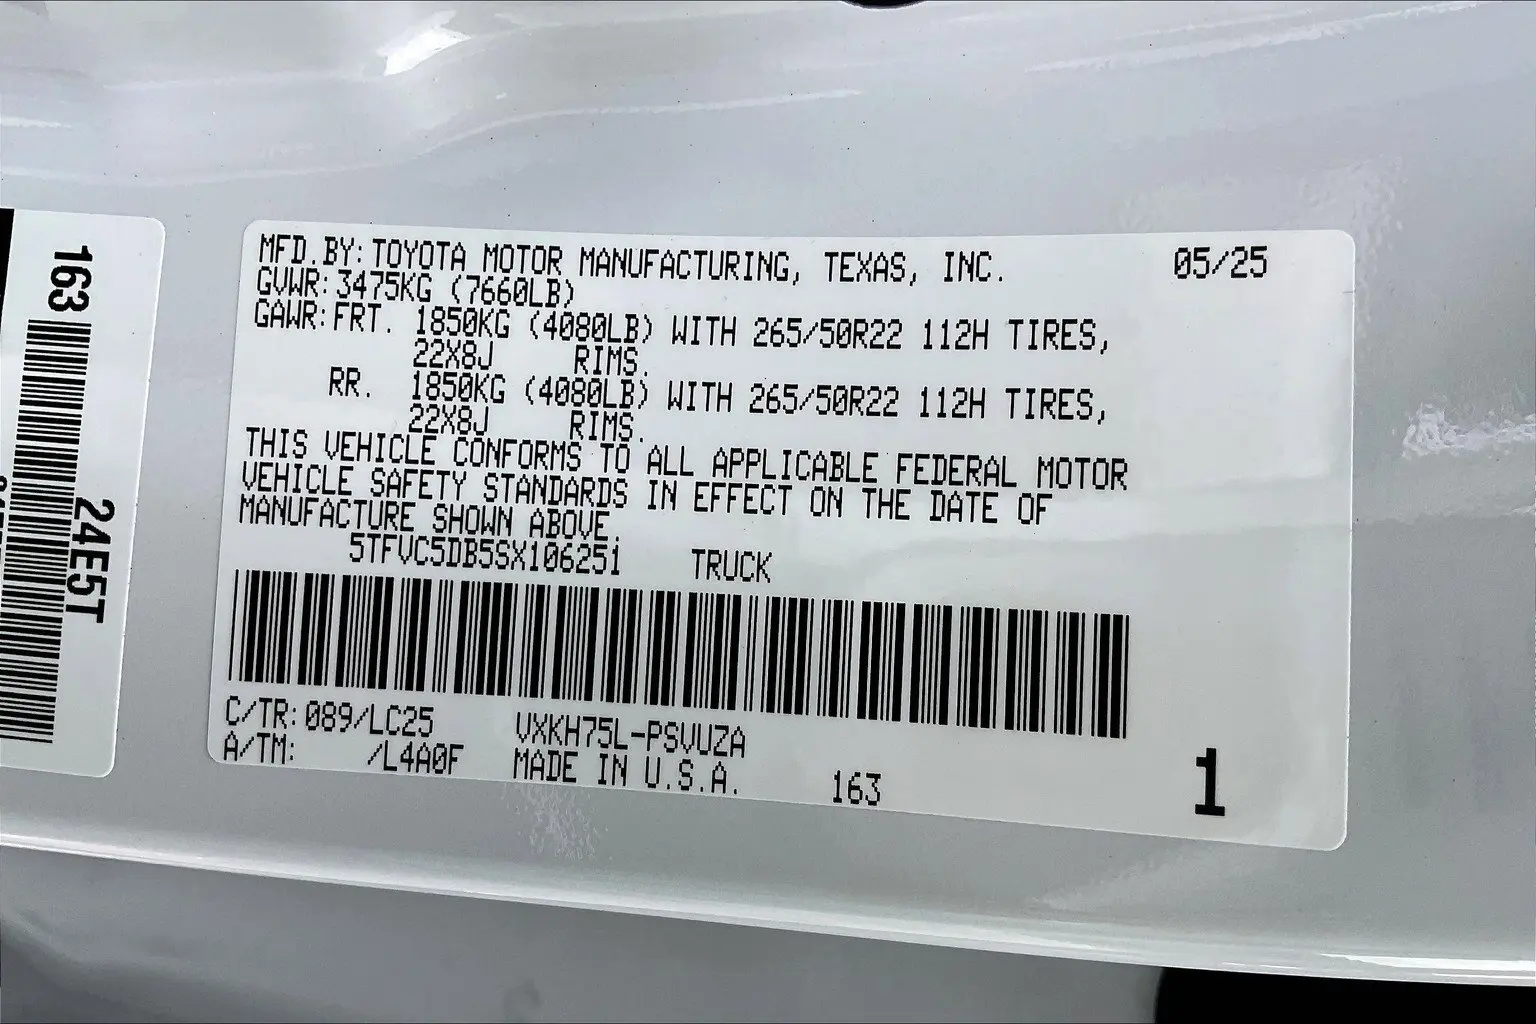 MFD.BY: TOYOTA MOTOR MANUFACTURING, TEXAS, INC. 05/25
GVWR: 3475KG (7660LB)
GAWR: FRT. 1850KG (4080LB) WITH 265/50R22 112H TIRES,
22X8J RIMS.
RR. 1850KG (4080LB) WITH 265/50R22 112H TIRES,
22X8J RIMS.
THIS VEHICLE CONFORMS TO ALL APPLICABLE FEDERAL MOTOR
VEHICLE SAFETY STANDARDS IN EFFECT ON THE DATE OF
MANUFACTURE SHOWN ABOVE.
5TFVC5DB5SX106251 TRUCK
C/TR: 089/LC25 VXKH75L-PSVUZA
A/TM: /L4A0F MADE IN U.S.A. 163
1
163
24E5T